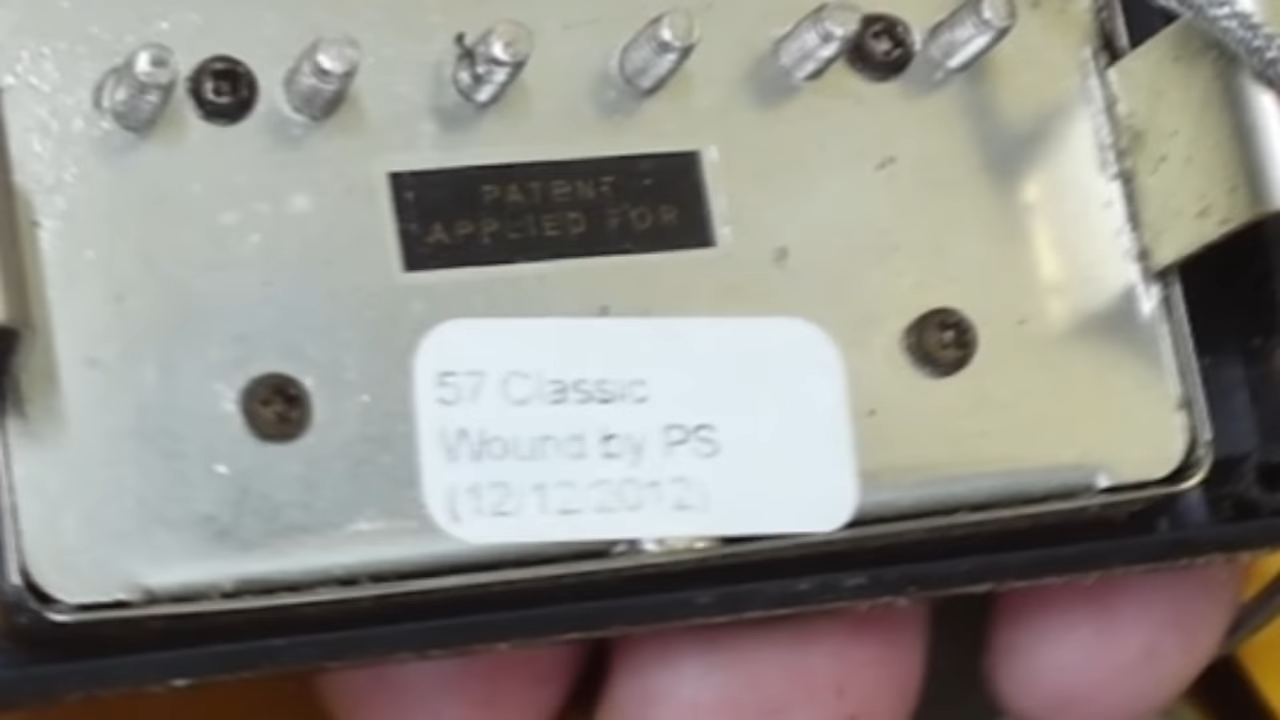 PATENT
APPLIED FOR
57 Classic
Wound by PS
(12/12/2012)